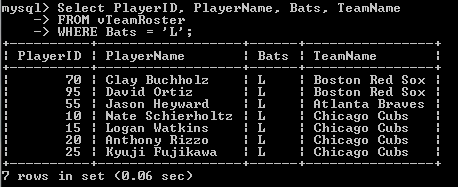 mysql> Select PlayerID, PlayerName, Bats, TeamName
    -> FROM vTeamRoster
    -> WHERE Bats = 'L';
+----------+------------------+------+----------------+
| PlayerID | PlayerName       | Bats | TeamName       |
+----------+------------------+------+----------------+
|       70 | Clay Buchholz    | L    | Boston Red Sox |
|       95 | David Ortiz      | L    | Boston Red Sox |
|       55 | Jason Heyward    | L    | Atlanta Braves |
|       10 | Nate Schierholtz | L    | Chicago Cubs   |
|       15 | Logan Watkins    | L    | Chicago Cubs   |
|       20 | Anthony Rizzo    | L    | Chicago Cubs   |
|       25 | Kyuji Fujikawa   | L    | Chicago Cubs   |
+----------+------------------+------+----------------+
7 rows in set (0.06 sec)